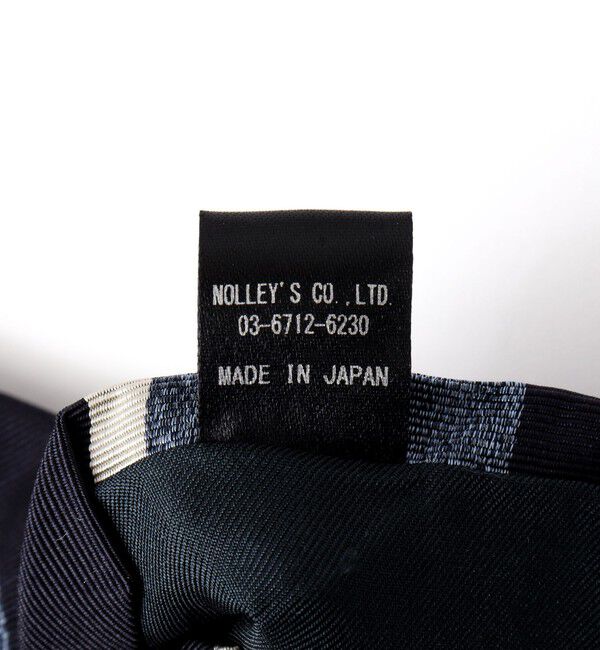 NOLLEY'S CO.,LTD.
03-6712-6230
MADE IN JAPAN